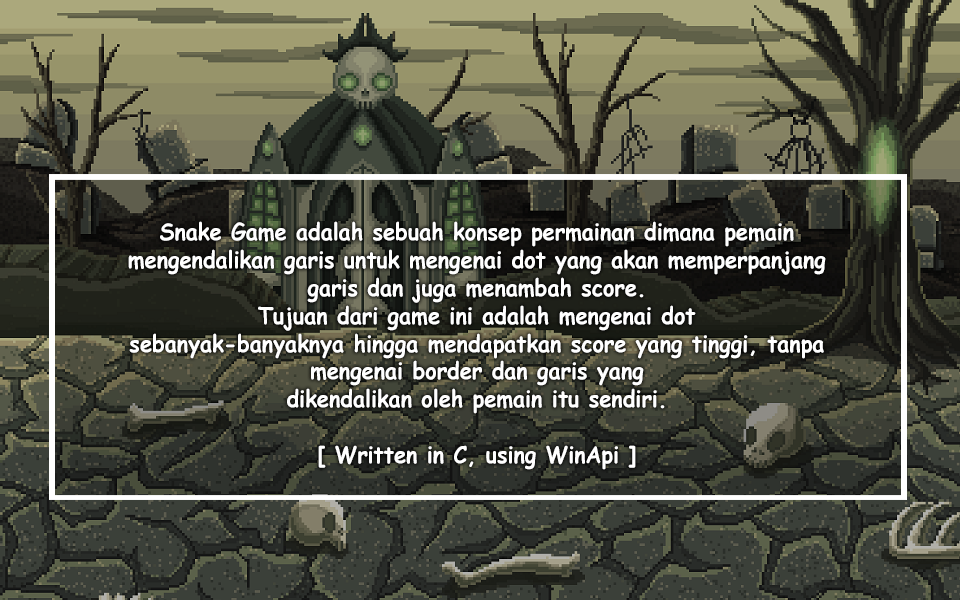 Snake Game adalah sebuah konsep permainan dimana pemain
mengendalikan garis untuk mengenai dot yang akan memperpanjang
garis dan juga menambah score.
Tujuan dari game ini adalah mengenai dot
sebanyak-banyaknya hingga mendapatkan score yang tinggi, tanpa
mengenai border dan garis yang
dikendalikan oleh pemain itu sendiri.
[ Written in C, using WinApi ]